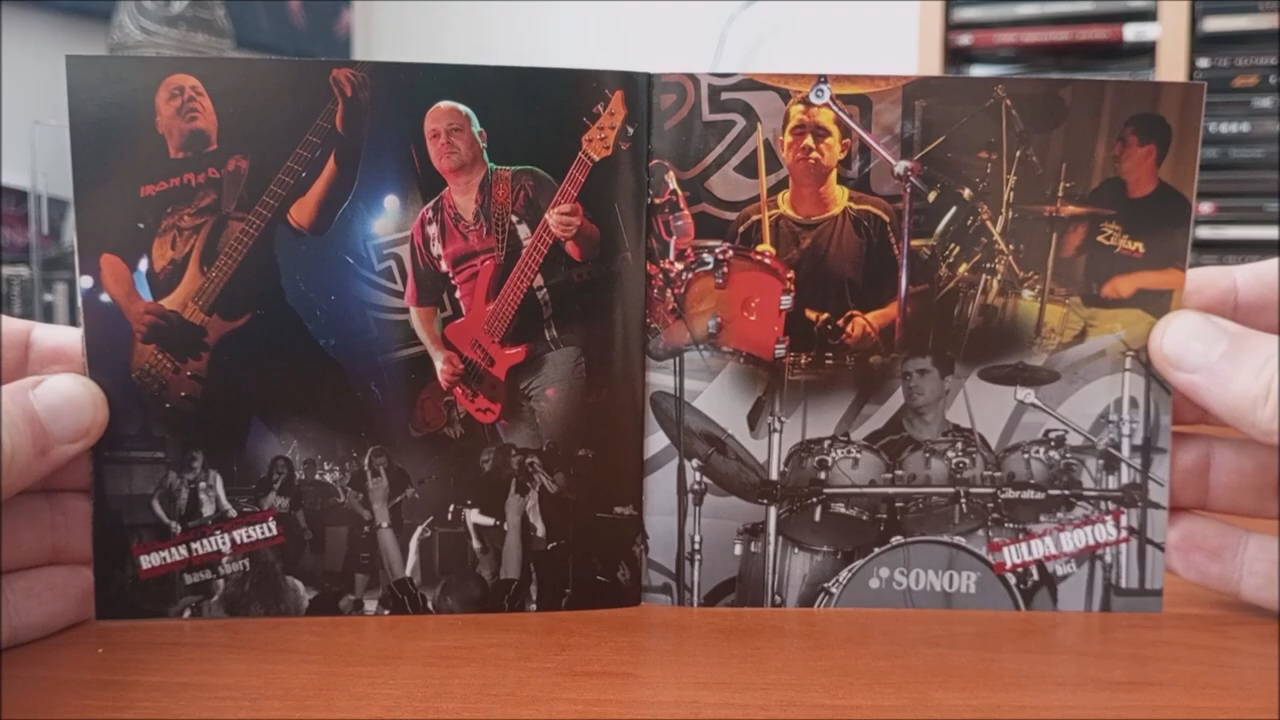 IRON MAIDEN
ROMAN MATĚJ VESELÝ
basa, sbory
Zildjian
Gibraltar
SONOR
JULDA BOTOŠ
bicí